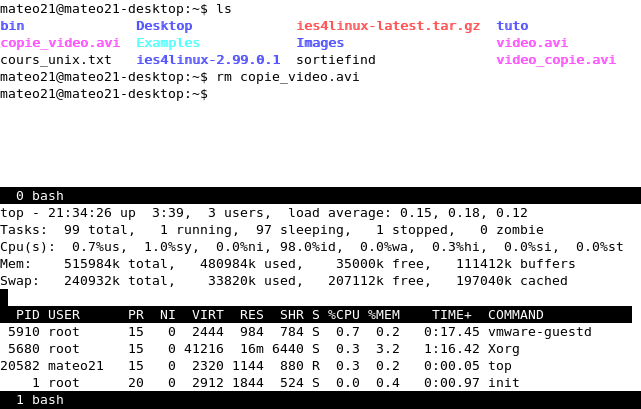 mateo21@mateo21-desktop:~$ ls
bin            Desktop             ies4linux-latest.tar.gz  tuto
copie_video.avi  Examples          Images                   video.avi
cours_unix.txt   ies4linux-2.99.0.1  sortiefind             video_copie.avi
mateo21@mateo21-desktop:~$ rm copie_video.avi
mateo21@mateo21-desktop:~$
0 bash
top - 21:34:26 up  3:39,  3 users,  load average: 0.15, 0.18, 0.12
Tasks:  99 total,   1 running,  97 sleeping,   1 stopped,   0 zombie
Cpu(s):  0.7%us,  1.0%sy,  0.0%ni, 98.0%id,  0.0%wa,  0.3%hi,  0.0%si,  0.0%st
Mem:    515984k total,   480984k used,    35000k free,   111412k buffers
Swap:   240932k total,    33820k used,   207112k free,   197040k cached
  PID USER      PR  NI  VIRT  RES  SHR S %CPU %MEM    TIME+  COMMAND
 5910 root      15   0  2444  984  784 S  0.7  0.2   0:17.45 vmware-guestd
 5680 root      15   0 41216  16m 6440 S  0.3  3.2   1:16.42 Xorg
20582 mateo21   15   0  2320 1144  880 R  0.3  0.2   0:00.05 top
    1 root      20   0  2912 1844  524 S  0.0  0.4   0:00.97 init
1 bash